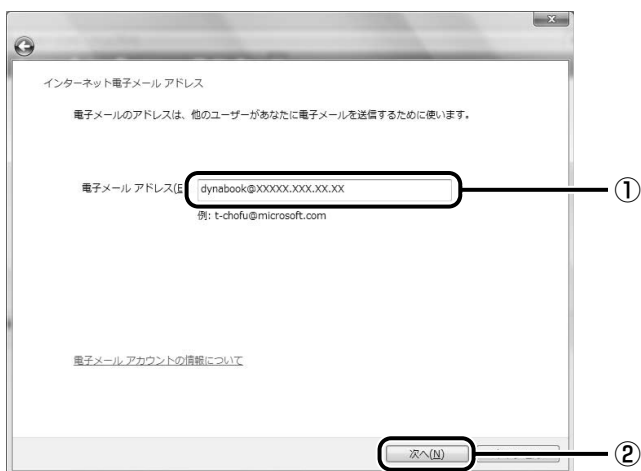 インターネット電子メール アドレス
電子メールのアドレスは、他のユーザーがあなたに電子メールを送信するために使います。
電子メール アドレス(E
dynabook@XXXXX.XXX.XX.XX
①
例: t-chofu@microsoft.com
電子メール アカウントの情報について
次へ(N)
②